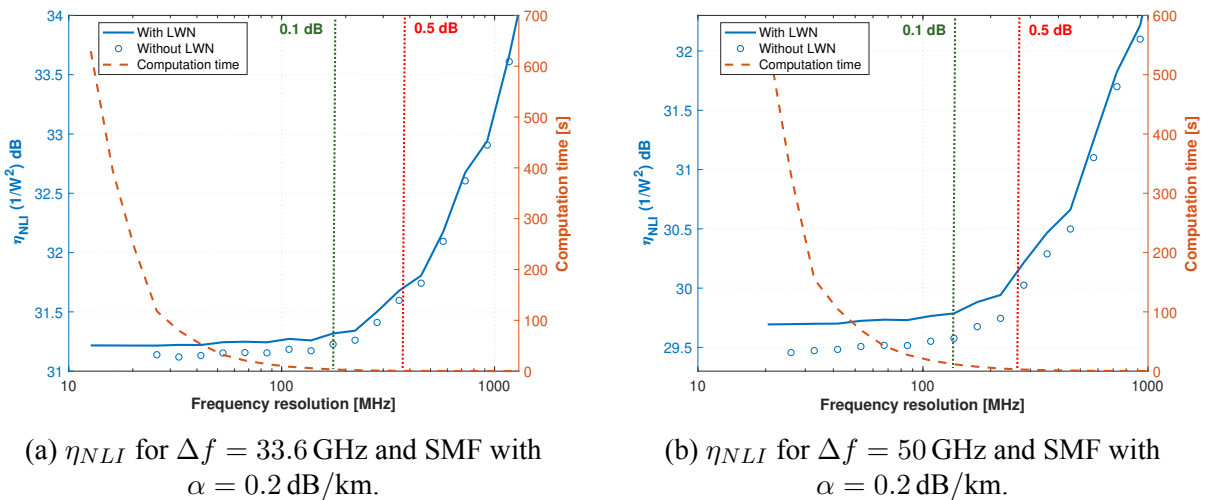 34
33.5
33
32.5
32
31.5
31
η_NLI (1/W^2) dB
With LWN
Without LWN
Computation time
0.1 dB
0.5 dB
700
600
500
400
300
200
100
0
Computation time [s]
10
100
1000
Frequency resolution [MHz]
(a) η_NLI for Δf = 33.6 GHz and SMF with
α = 0.2 dB/km.
32
31.5
31
30.5
30
29.5
η_NLI (1/W^2) dB
With LWN
Without LWN
Computation time
0.1 dB
0.5 dB
600
500
400
300
200
100
0
Computation time [s]
10
100
1000
Frequency resolution [MHz]
(b) η_NLI for Δf = 50 GHz and SMF with
α = 0.2 dB/km.